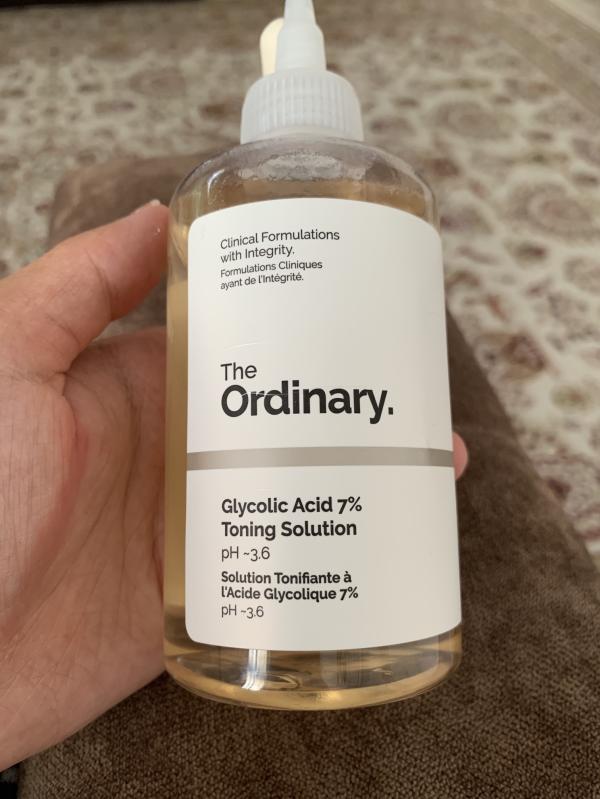 Clinical Formulations
with Integrity.
Formulations Cliniques
ayant de l'Intégrité.
The
Ordinary.
Glycolic Acid 7%
Toning Solution
pH ~3.6
Solution Tonifiante à
l'Acide Glycolique 7%
pH ~3.6